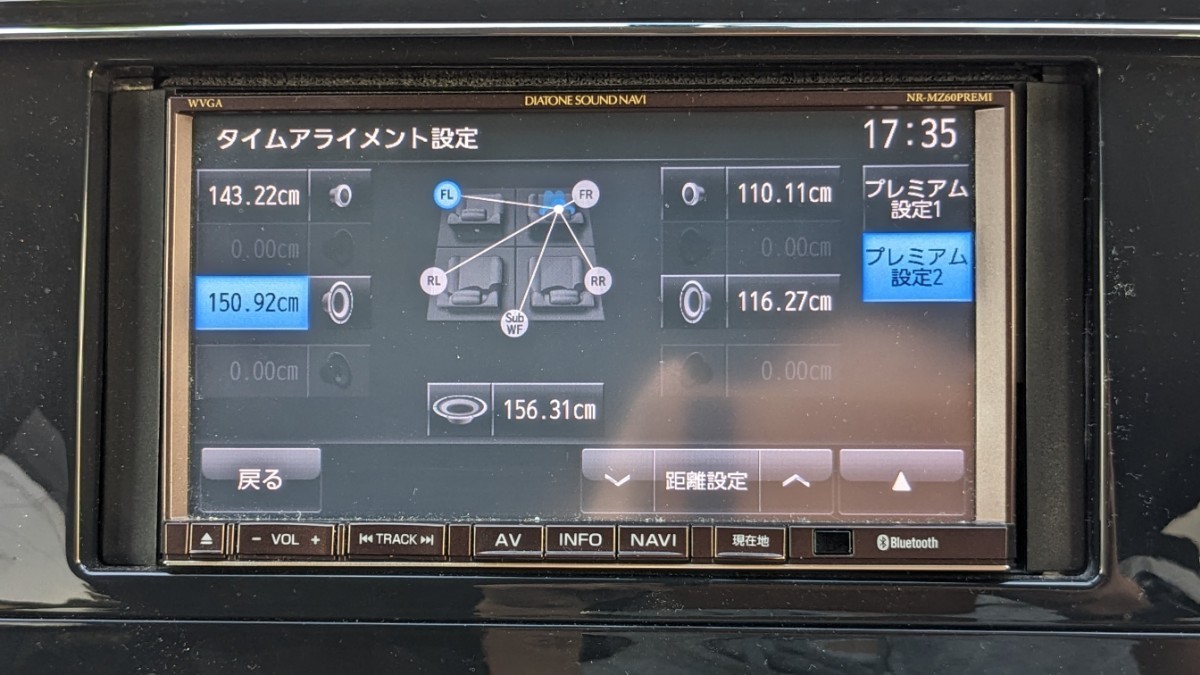 WVGA
DIATONE SOUND NAVI
NR-MZ60PREMI
タイムアライメント設定
17:35
143.22cm
FL
FR
110.11cm
プレミアム
設定1
0.00cm
0.00cm
プレミアム
設定2
150.92cm
RL
RR
116.27cm
Sub
WF
0.00cm
0.00cm
156.31cm
戻る
距離設定
− VOL +
TRACK
AV
INFO
NAVI
現在地
Bluetooth